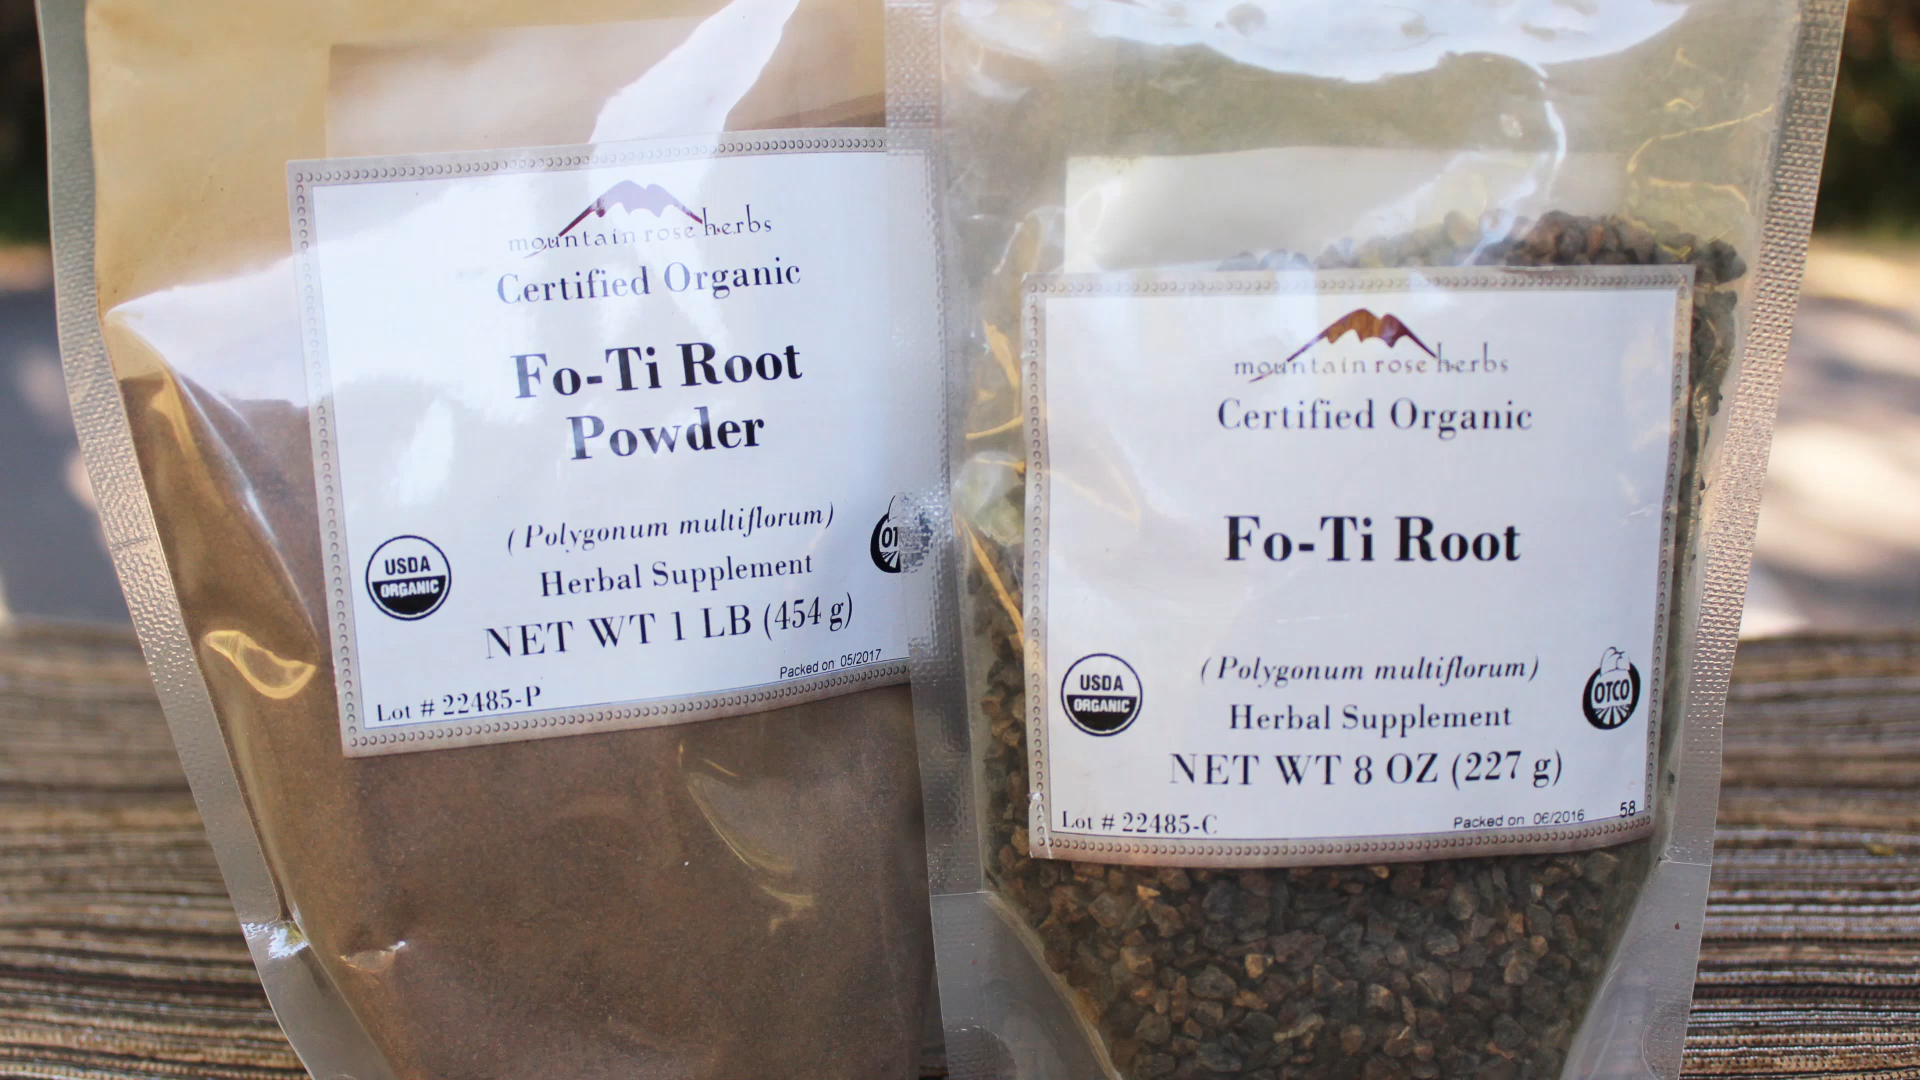 mountain rose herbs
Certified Organic
Fo-Ti Root
Powder
(Polygonum multiflorum)
USDA
ORGANIC
Herbal Supplement
NET WT 1 LB (454 g)
Packed on 05/2017
Lot # 22485-P
mountain rose herbs
Certified Organic
Fo-Ti Root
(Polygonum multiflorum)
USDA
ORGANIC
OTCO
Herbal Supplement
NET WT 8 OZ (227 g)
58
Lot # 22485-C
Packed on 06/2016